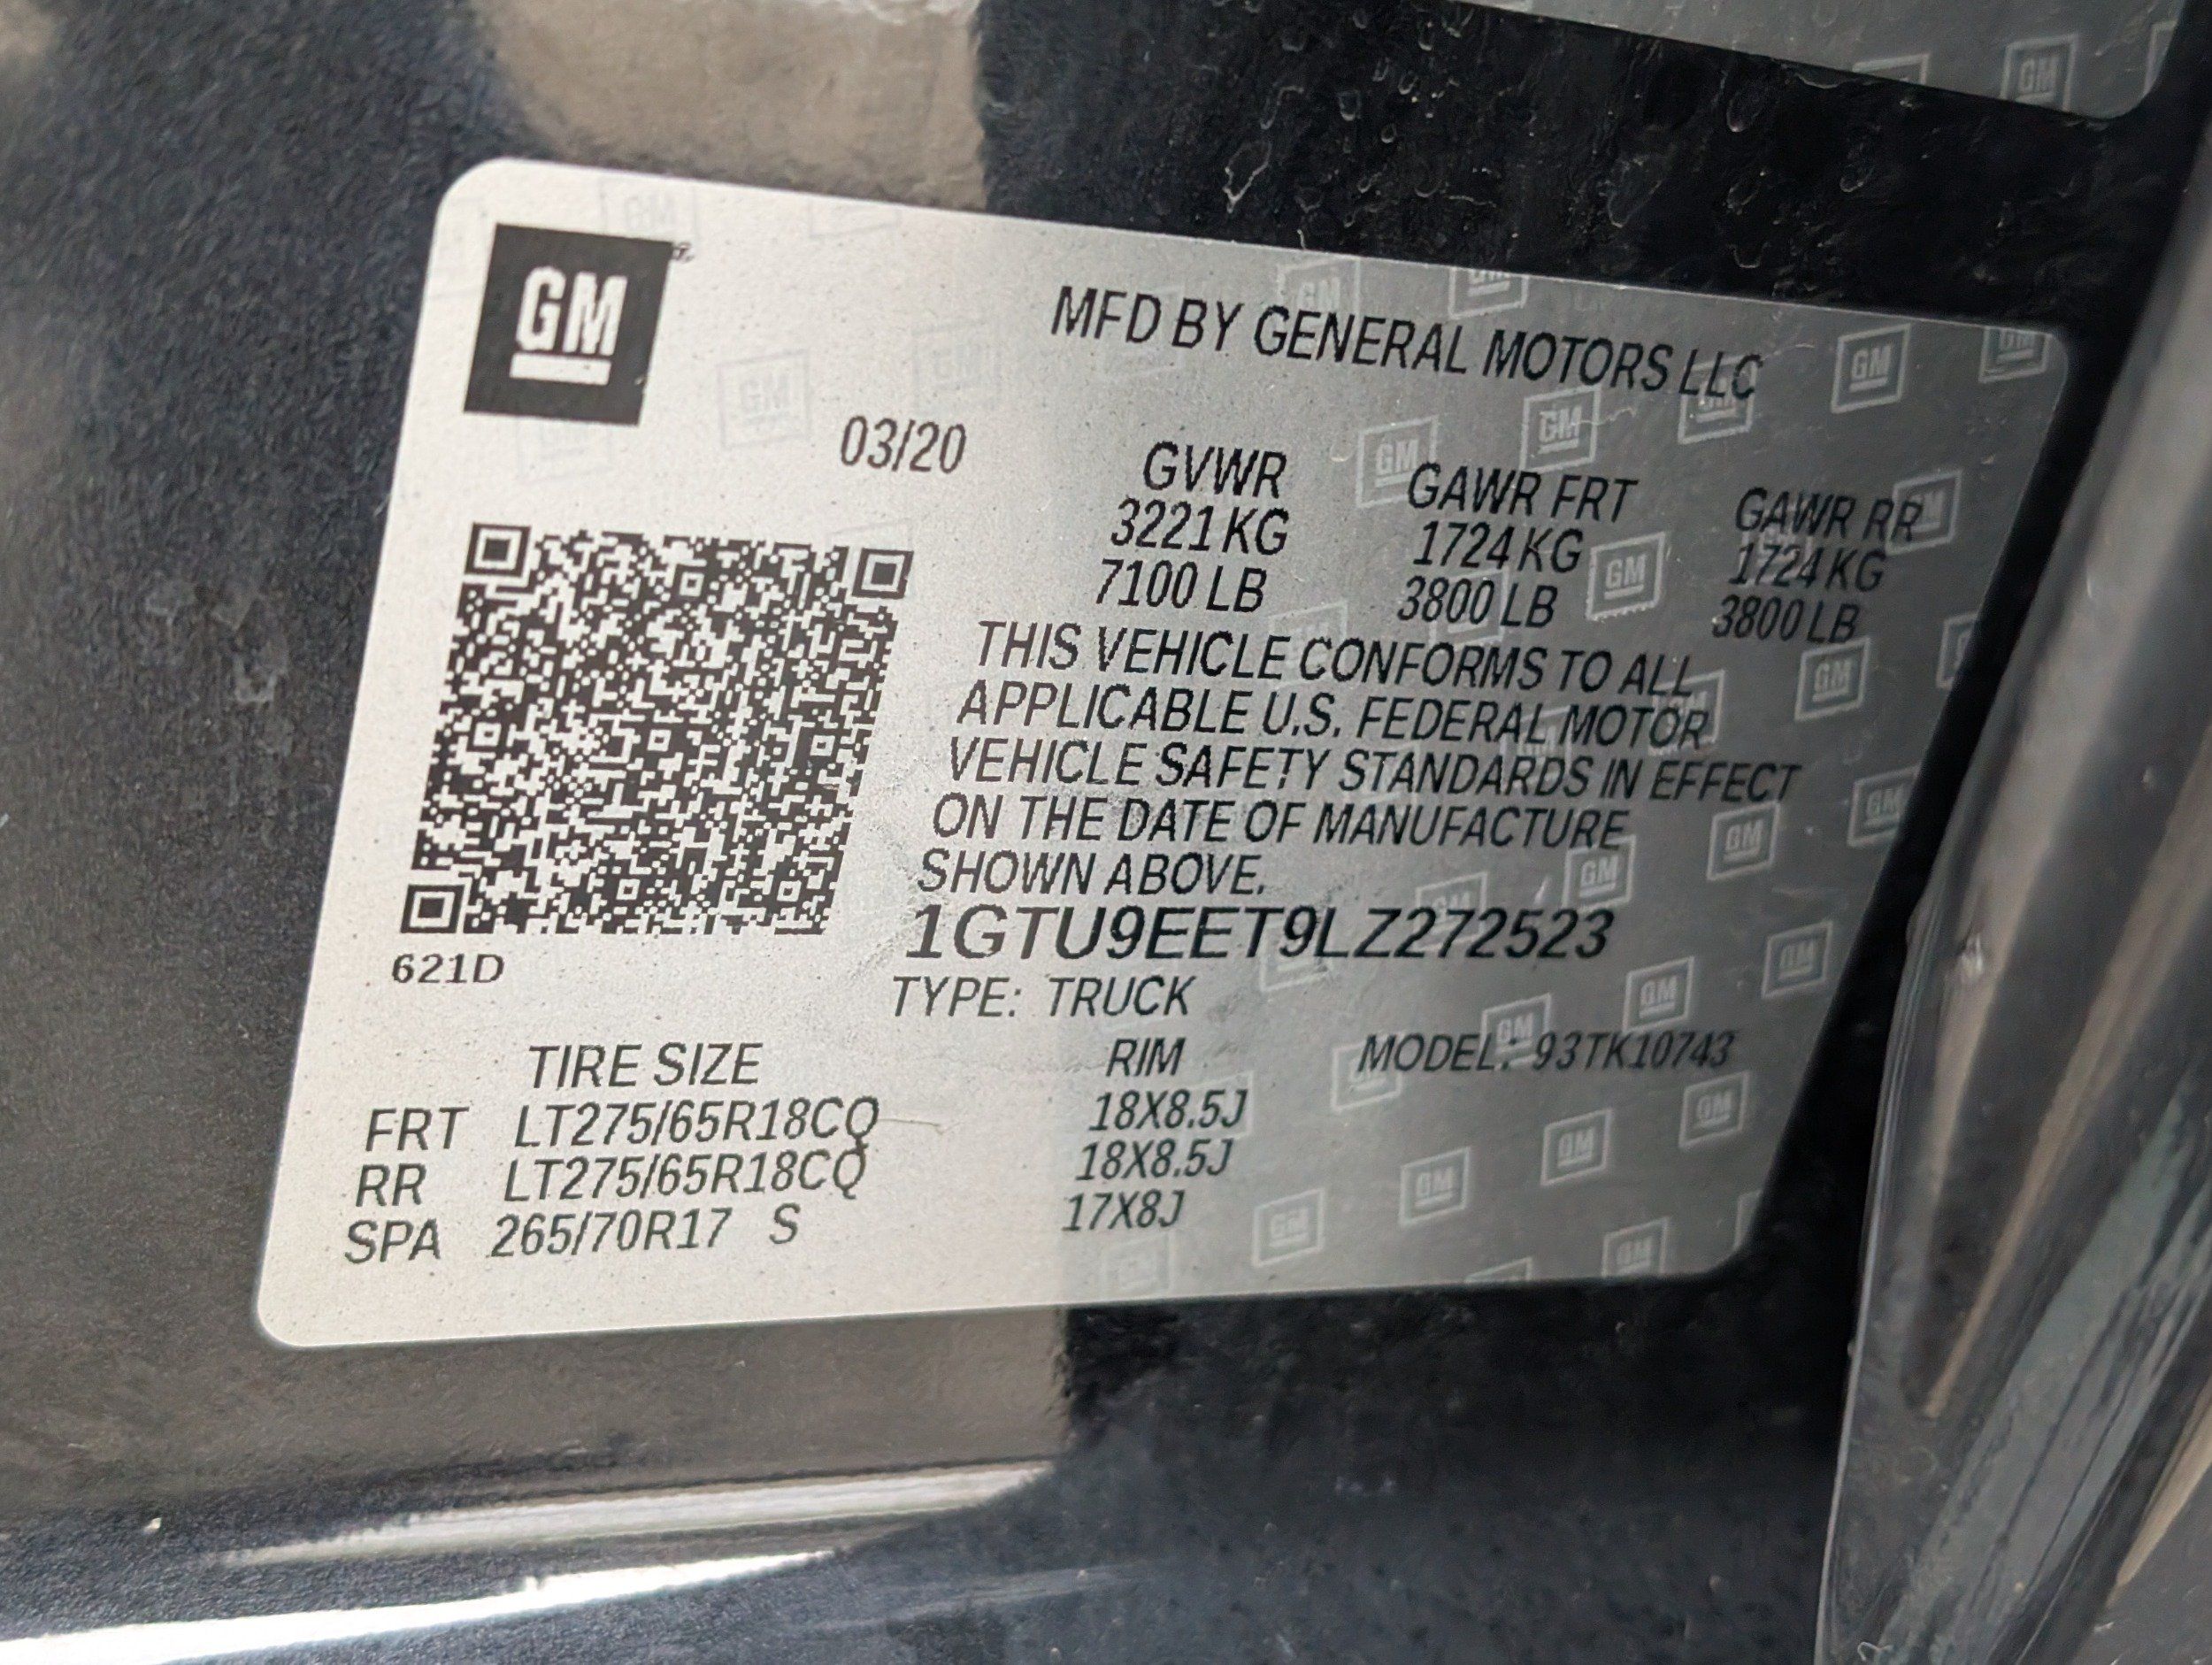 GM
MFD BY GENERAL MOTORS LLC
03/20
GVWR GAWR FRT GAWR RR
3221 KG 1724 KG 1724 KG
7100 LB 3800 LB 3800 LB
THIS VEHICLE CONFORMS TO ALL
APPLICABLE U.S. FEDERAL MOTOR
VEHICLE SAFETY STANDARDS IN EFFECT
ON THE DATE OF MANUFACTURE
SHOWN ABOVE.
1GTU9EET9LZ272523
621D
TYPE: TRUCK
TIRE SIZE RIM MODEL: 93TK10743
FRT LT275/65R18CQ 18X8.5J
RR LT275/65R18CQ 18X8.5J
SPA 265/70R17 S 17X8J